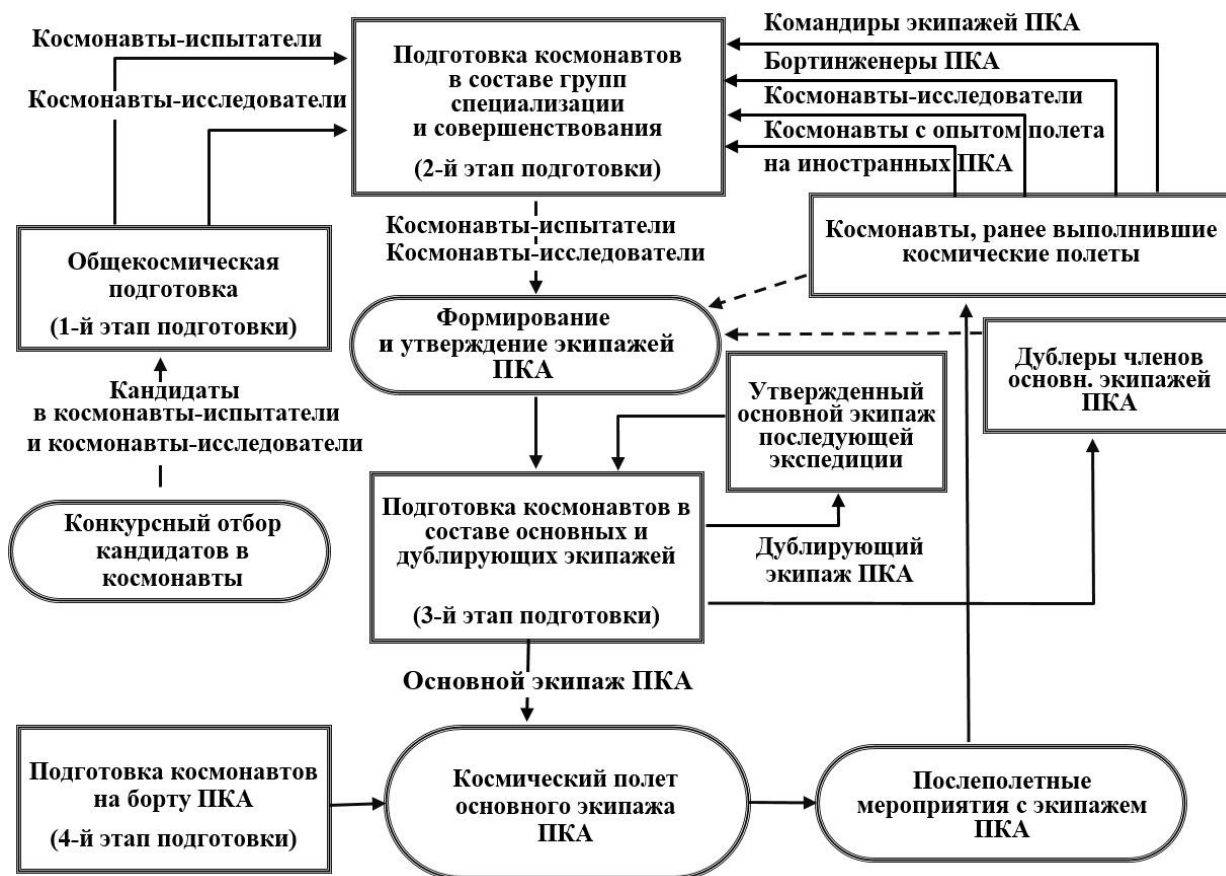 Космонавты-испытатели
Космонавты-исследователи
Подготовка космонавтов
в составе групп
специализации
и совершенствования
(2-й этап подготовки)
Командиры экипажей ПКА
Бортинженеры ПКА
Космонавты-исследователи
Космонавты с опытом полета
на иностранных ПКА
Общекосмическая
подготовка
(1-й этап подготовки)
Космонавты-испытатели
Космонавты-исследователи
Космонавты, ранее выполнившие
космические полеты
Формирование
и утверждение экипажей
ПКА
Дублеры членов
основн. экипажей
ПКА
Кандидаты
в космонавты-испытатели
и космонавты-исследователи
Утвержденный
основной экипаж
последующей
экспедиции
Конкурсный отбор
кандидатов в
космонавты
Подготовка космонавтов в
составе основных и
дублирующих экипажей
(3-й этап подготовки)
Дублирующий
экипаж ПКА
Основной экипаж ПКА
Подготовка космонавтов
на борту ПКА
(4-й этап подготовки)
Космический полет
основного экипажа
ПКА
Послеполетные
мероприятия с экипажем
ПКА